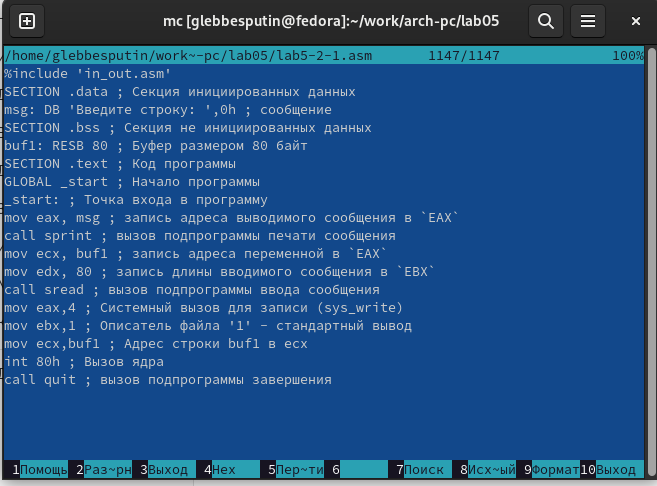 mc [glebbesputin@fedora]:~/work/arch-pc/lab05
/home/glebbesputin/work~-pc/lab05/lab5-2-1.asm 1147/1147 100%
%include 'in_out.asm'
SECTION .data ; Секция инициированных данных
msg: DB 'Введите строку: ',0h ; сообщение
SECTION .bss ; Секция не инициированных данных
buf1: RESB 80 ; Буфер размером 80 байт
SECTION .text ; Код программы
GLOBAL _start ; Начало программы
_start: ; Точка входа в программу
mov eax, msg ; запись адреса выводимого сообщения в `EAX`
call sprint ; вызов подпрограммы печати сообщения
mov ecx, buf1 ; запись адреса переменной в `EAX`
mov edx, 80 ; запись длины вводимого сообщения в `EBX`
call sread ; вызов подпрограммы ввода сообщения
mov eax,4 ; Системный вызов для записи (sys_write)
mov ebx,1 ; Описатель файла '1' - стандартный вывод
mov ecx,buf1 ; Адрес строки buf1 в ecx
int 80h ; Вызов ядра
call quit ; вызов подпрограммы завершения
1Помощь 2Раз~рн 3Выход 4Hex 5Пер~ти 6 7Поиск 8Исх~ый 9Формат 10Выход